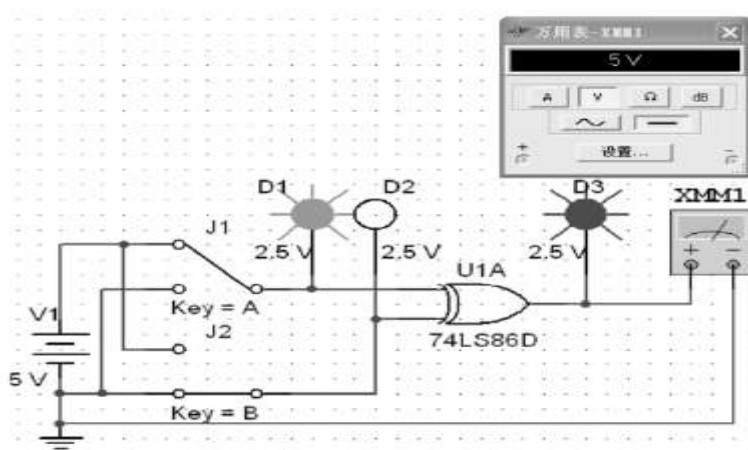 万用表-XMM1
5 V
A V Ω dB
设置...
+ -
D1 D2 D3
XMM1
J1
2.5 V 2.5 V 2.5 V
+ -
U1A
V1
Key = A
J2
74LS86D
5 V
Key = B